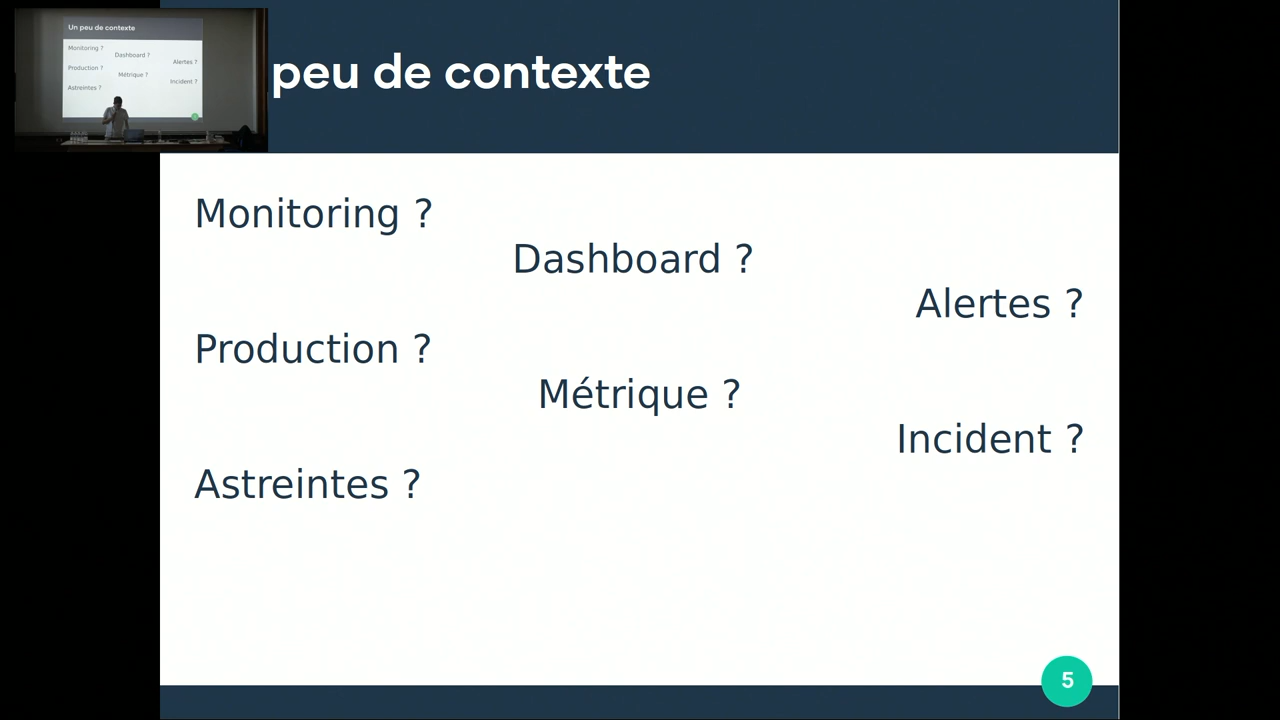 Un peu de contexte
Monitoring ?
Dashboard ?
Alertes ?
Production ?
Métrique ?
Incident ?
Astreintes ?
peu de contexte
Monitoring ?
Dashboard ?
Alertes ?
Production ?
Métrique ?
Incident ?
Astreintes ?
5